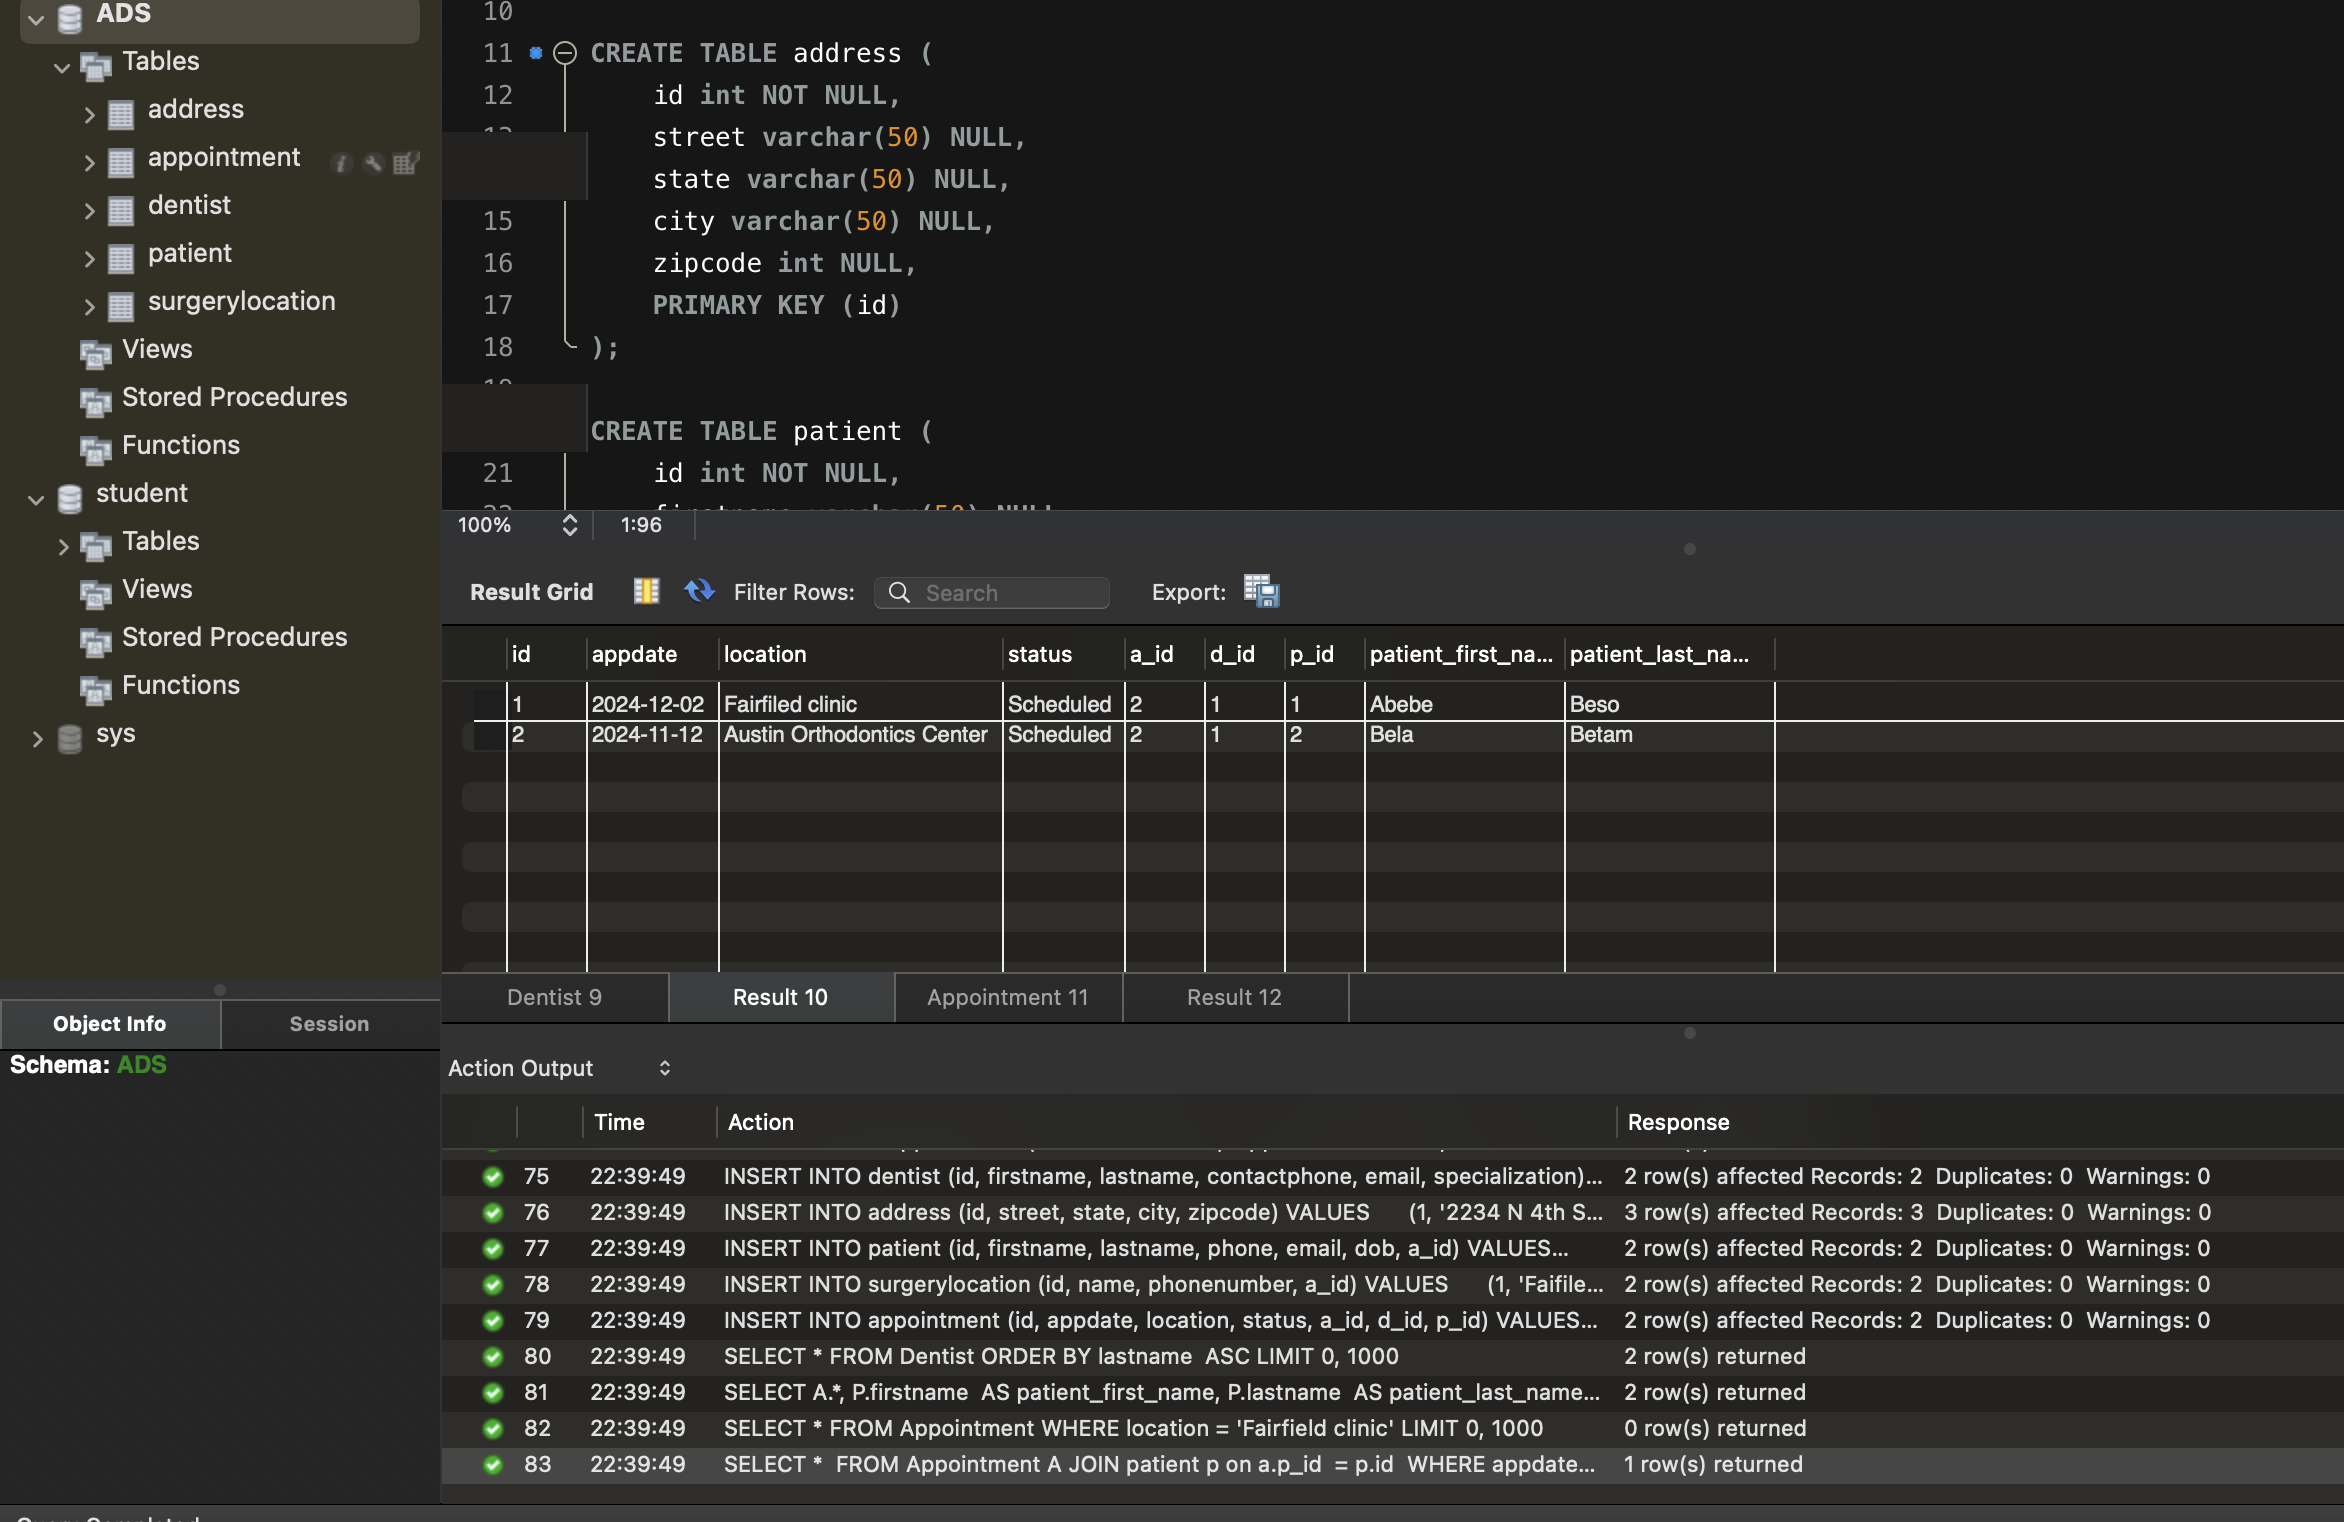 ADS
Tables
address
appointment
dentist
patient
surgerylocation
Views
Stored Procedures
Functions
student
Tables
Views
Stored Procedures
Functions
sys
Object Info
Session
Schema: ADS
10
11 CREATE TABLE address (
12 id int NOT NULL,
street varchar(50) NULL,
state varchar(50) NULL,
15 city varchar(50) NULL,
16 zipcode int NULL,
17 PRIMARY KEY (id)
18 );
CREATE TABLE patient (
21 id int NOT NULL,
100% 1:96
Result Grid Filter Rows: Search Export:
id appdate location status a_id d_id p_id patient_first_na... patient_last_na...
1 2024-12-02 Fairfiled clinic Scheduled 2 1 1 Abebe Beso
2 2024-11-12 Austin Orthodontics Center Scheduled 2 1 2 Bela Betam
Dentist 9 Result 10 Appointment 11 Result 12
Action Output
Time Action Response
75 22:39:49 INSERT INTO dentist (id, firstname, lastname, contactphone, email, specialization)... 2 row(s) affected Records: 2 Duplicates: 0 Warnings: 0
76 22:39:49 INSERT INTO address (id, street, state, city, zipcode) VALUES (1, '2234 N 4th S... 3 row(s) affected Records: 3 Duplicates: 0 Warnings: 0
77 22:39:49 INSERT INTO patient (id, firstname, lastname, phone, email, dob, a_id) VALUES... 2 row(s) affected Records: 2 Duplicates: 0 Warnings: 0
78 22:39:49 INSERT INTO surgerylocation (id, name, phonenumber, a_id) VALUES (1, 'Faifile... 2 row(s) affected Records: 2 Duplicates: 0 Warnings: 0
79 22:39:49 INSERT INTO appointment (id, appdate, location, status, a_id, d_id, p_id) VALUES... 2 row(s) affected Records: 2 Duplicates: 0 Warnings: 0
80 22:39:49 SELECT * FROM Dentist ORDER BY lastname ASC LIMIT 0, 1000 2 row(s) returned
81 22:39:49 SELECT A.*, P.firstname AS patient_first_name, P.lastname AS patient_last_name... 2 row(s) returned
82 22:39:49 SELECT * FROM Appointment WHERE location = 'Fairfield clinic' LIMIT 0, 1000 0 row(s) returned
83 22:39:49 SELECT * FROM Appointment A JOIN patient p on a.p_id = p.id WHERE appdate... 1 row(s) returned